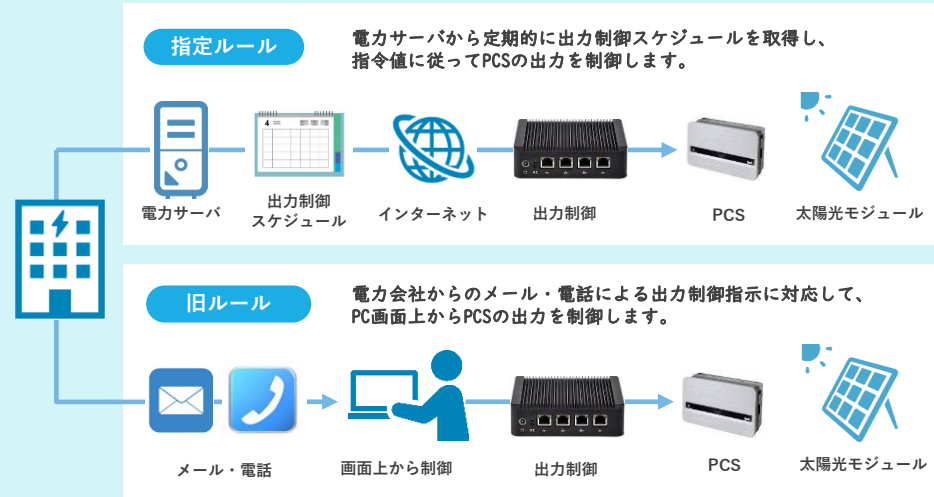 指定ルール
電力サーバから定期的に出力制御スケジュールを取得し、
指令値に従ってPCSの出力を制御します。
4
電力サーバ
出力制御
スケジュール
インターネット
出力制御
PCS
太陽光モジュール
旧ルール
電力会社からのメール・電話による出力制御指示に対応して、
PC画面上からPCSの出力を制御します。
メール・電話
画面上から制御
出力制御
PCS
太陽光モジュール